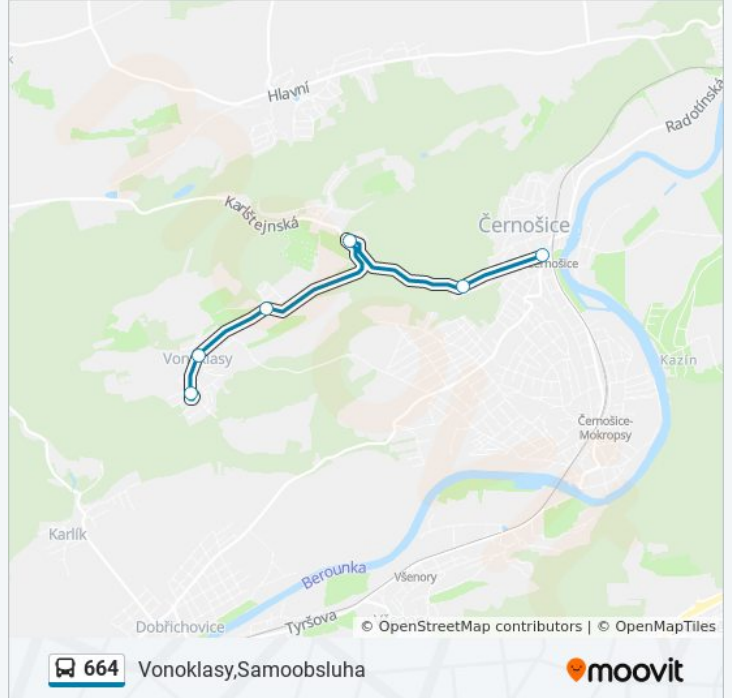 Hlavní
Radotínská
Karlštejnská
Černošice
Černošice
Vonoklasy
Kazín
Černošice-
Mokropsy
Karlík
Berounka
Všenory
Dobřichovice
Tyršova
© OpenStreetMap contributors | © OpenMapTiles
664 Vonoklasy,Samoobsluha moovit